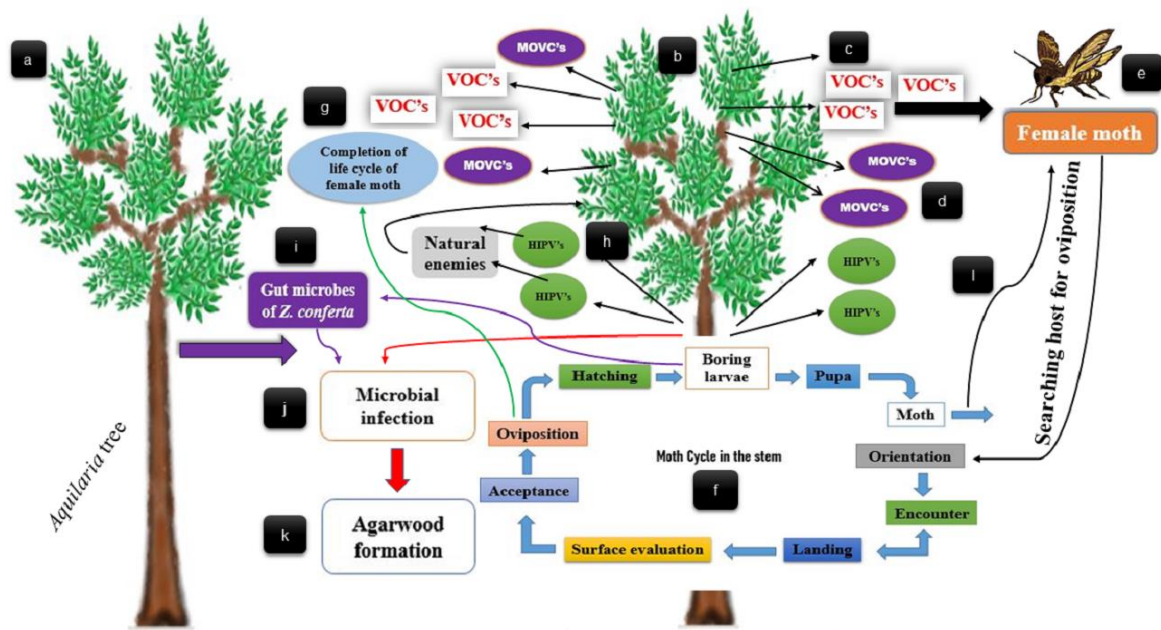 a
b
c
MOVC's
VOC's
VOC's
VOC's
VOC's
VOC's
VOC's
e
Female moth
g
Completion of
life cycle of
female moth
MOVC's
MOVC's
MOVC's
d
i
Natural
enemies
HIPV's
HIPV's
h
HIPV's
HIPV's
l
Searching host for oviposition
Gut microbes
of Z. conferta
Aquilaria tree
j
Microbial
infection
k
Agarwood
formation
Hatching
Boring
larvae
Pupa
Moth
Oviposition
Moth Cycle in the stem
f
Orientation
Acceptance
Encounter
Surface evaluation
Landing